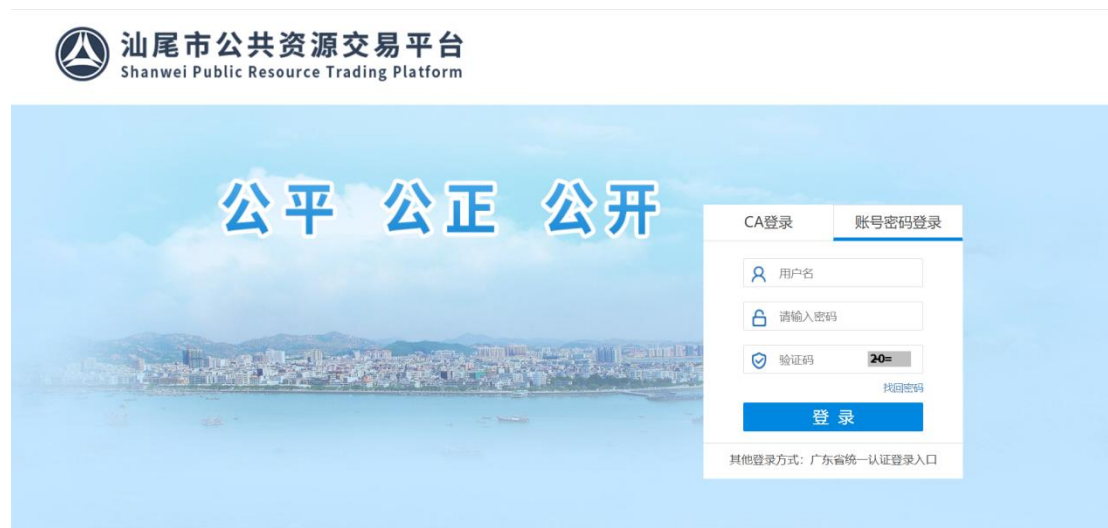 汕尾市公共资源交易平台
Shanwei Public Resource Trading Platform
公平 公正 公开
CA登录 账号密码登录
用户名
请输入密码
验证码 2-0=
找回密码
登 录
其他登录方式：广东省统一认证登录入口